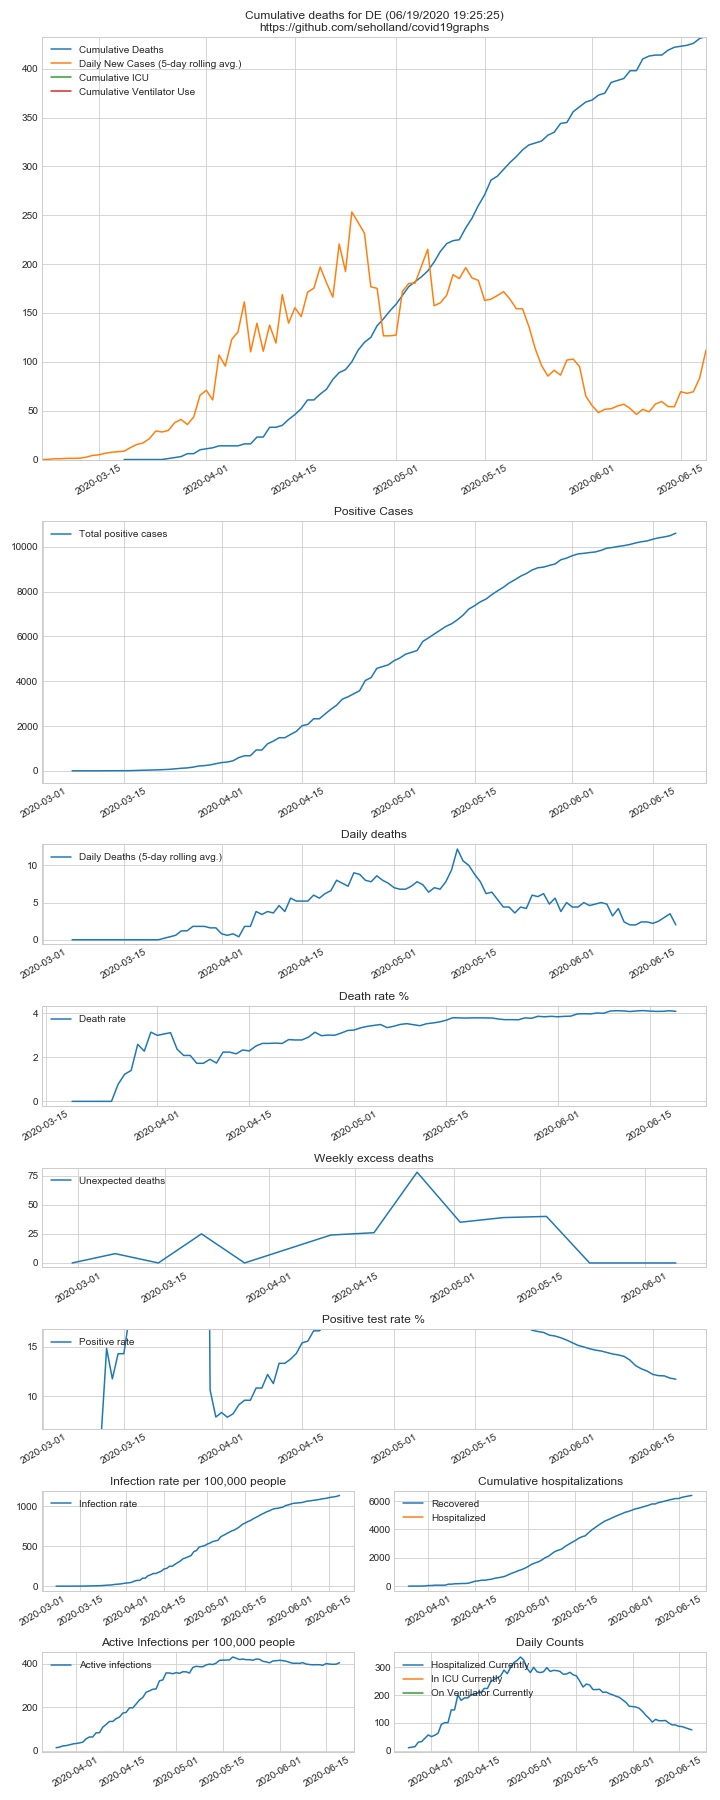 Cumulative deaths for DE (06/19/2020 19:25:25)
https://github.com/seholland/covid19graphs
Cumulative Deaths
Daily New Cases (5-day rolling avg.)
Cumulative ICU
Cumulative Ventilator Use
400
350
300
250
200
150
100
50
0
2020-03-15 2020-04-01 2020-04-15 2020-05-01 2020-05-15 2020-06-01 2020-06-15
Positive Cases
Total positive cases
10000
8000
6000
4000
2000
0
2020-03-01 2020-03-15 2020-04-01 2020-04-15 2020-05-01 2020-05-15 2020-06-01 2020-06-15
Daily deaths
Daily Deaths (5-day rolling avg.)
10
5
0
2020-03-01 2020-03-15 2020-04-01 2020-04-15 2020-05-01 2020-05-15 2020-06-01 2020-06-15
Death rate %
Death rate
4
2
0
2020-03-15 2020-04-01 2020-04-15 2020-05-01 2020-05-15 2020-06-01 2020-06-15
Weekly excess deaths
Unexpected deaths
75
50
25
0
2020-03-01 2020-03-15 2020-04-01 2020-04-15 2020-05-01 2020-05-15 2020-06-01
Positive test rate %
Positive rate
15
10
2020-03-01 2020-03-15 2020-04-01 2020-04-15 2020-05-01 2020-05-15 2020-06-01 2020-06-15
Infection rate per 100,000 people
Infection rate
1000
500
0
2020-03-01 2020-03-15 2020-04-01 2020-04-15 2020-05-01 2020-05-15 2020-06-01 2020-06-15
Cumulative hospitalizations
Recovered
Hospitalized
6000
4000
2000
0
2020-04-01 2020-04-15 2020-05-01 2020-05-15 2020-06-01 2020-06-15
Active Infections per 100,000 people
Active infections
400
200
0
2020-04-01 2020-04-15 2020-05-01 2020-05-15 2020-06-01 2020-06-15
Daily Counts
Hospitalized Currently
In ICU Currently
On Ventilator Currently
300
200
100
0
2020-04-01 2020-04-15 2020-05-01 2020-05-15 2020-06-01 2020-06-15